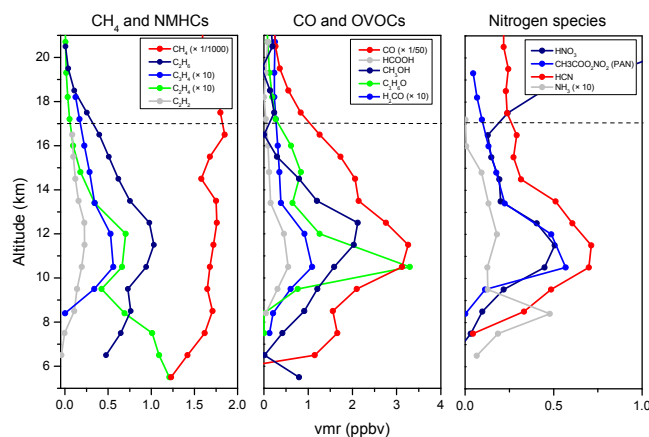 CH4 and NMHCs
CO and OVOCs
Nitrogen species
Altitude (km)
20
18
16
14
12
10
8
6
CH4 (× 1/1000)
C2H6
C3H4 (× 10)
C2H4 (× 10)
C2H2
0.0
0.5
1.0
1.5
2.0
CO (× 1/50)
HCOOH
CH3OH
C3H6O
H2CO (× 10)
0
1
2
3
4
vmr (ppbv)
HNO3
CH3COO2NO2 (PAN)
HCN
NH3 (× 10)
0.0
0.5
1.0